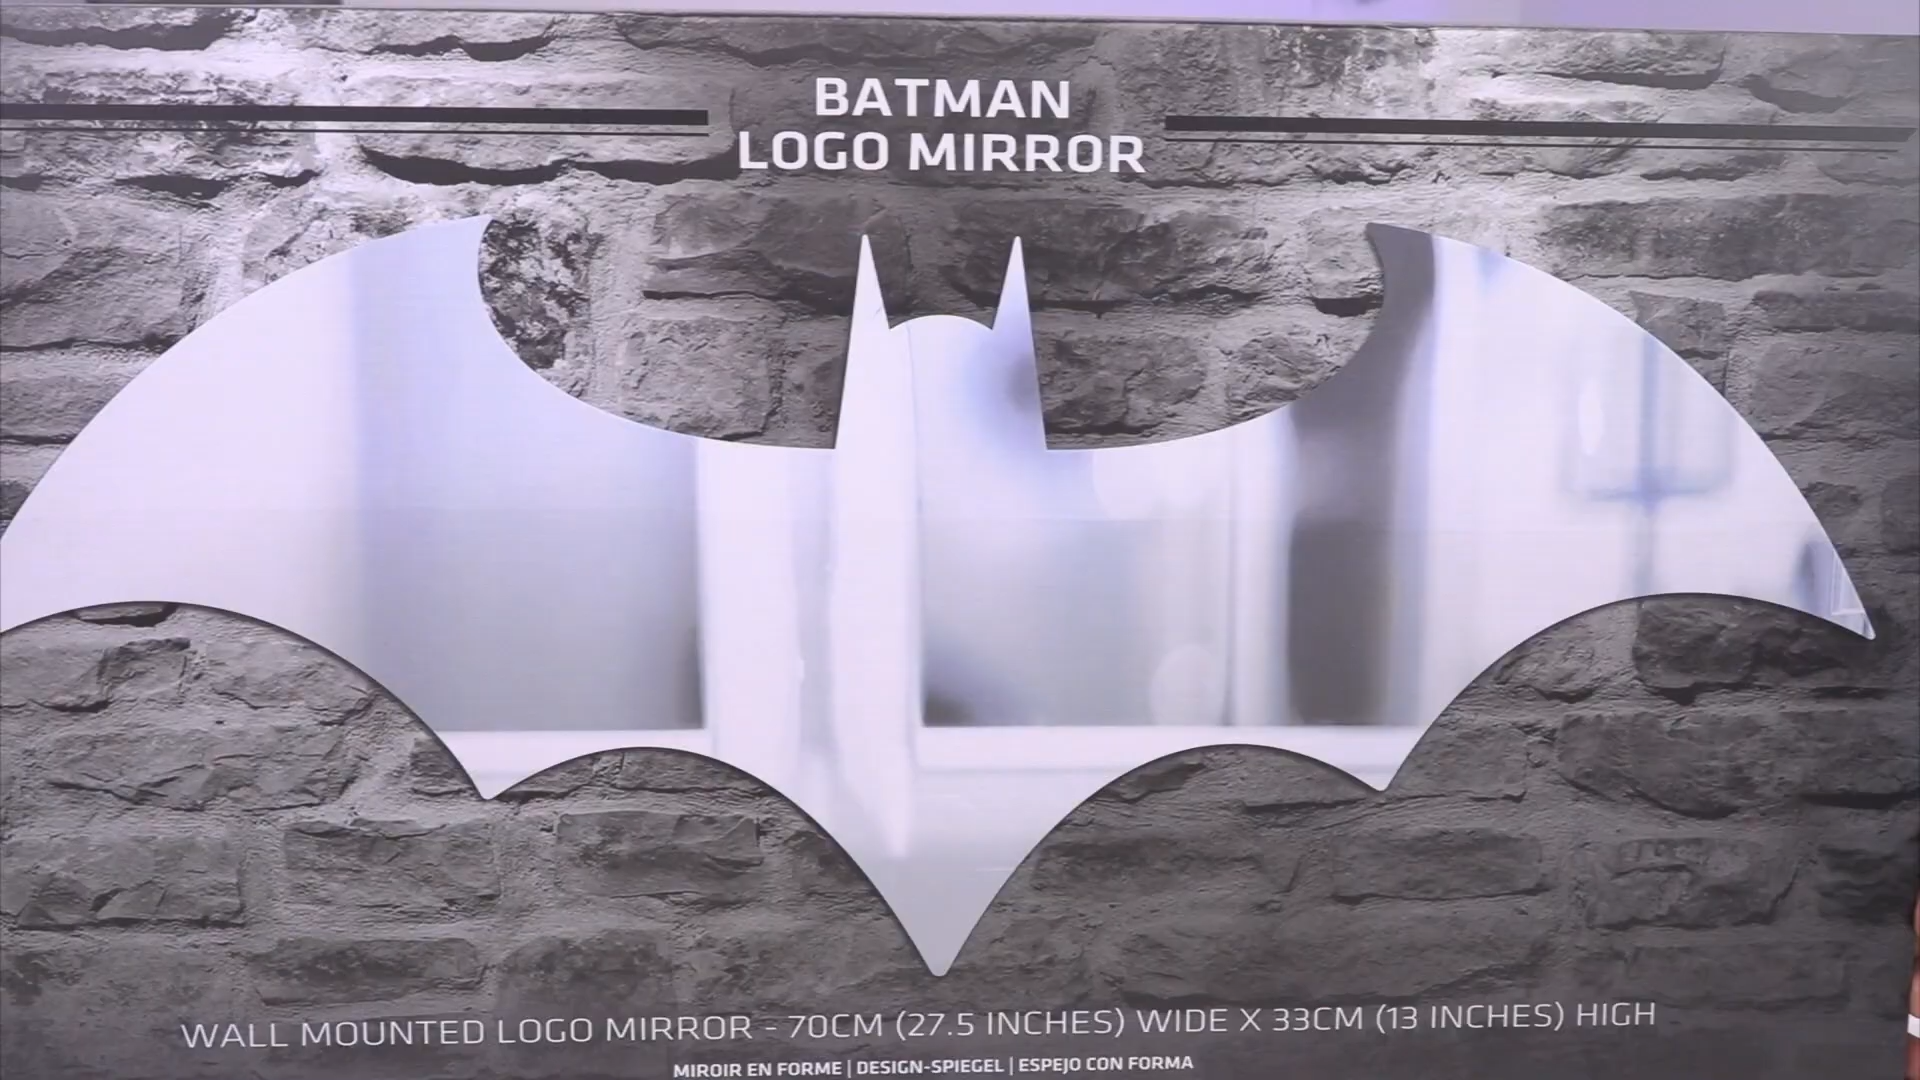 BATMAN
LOGO MIRROR
WALL MOUNTED LOGO MIRROR - 70CM (27.5 INCHES) WIDE X 33CM (13 INCHES) HIGH
MIROIR EN FORME | DESIGN-SPIEGEL | ESPEJO CON FORMA